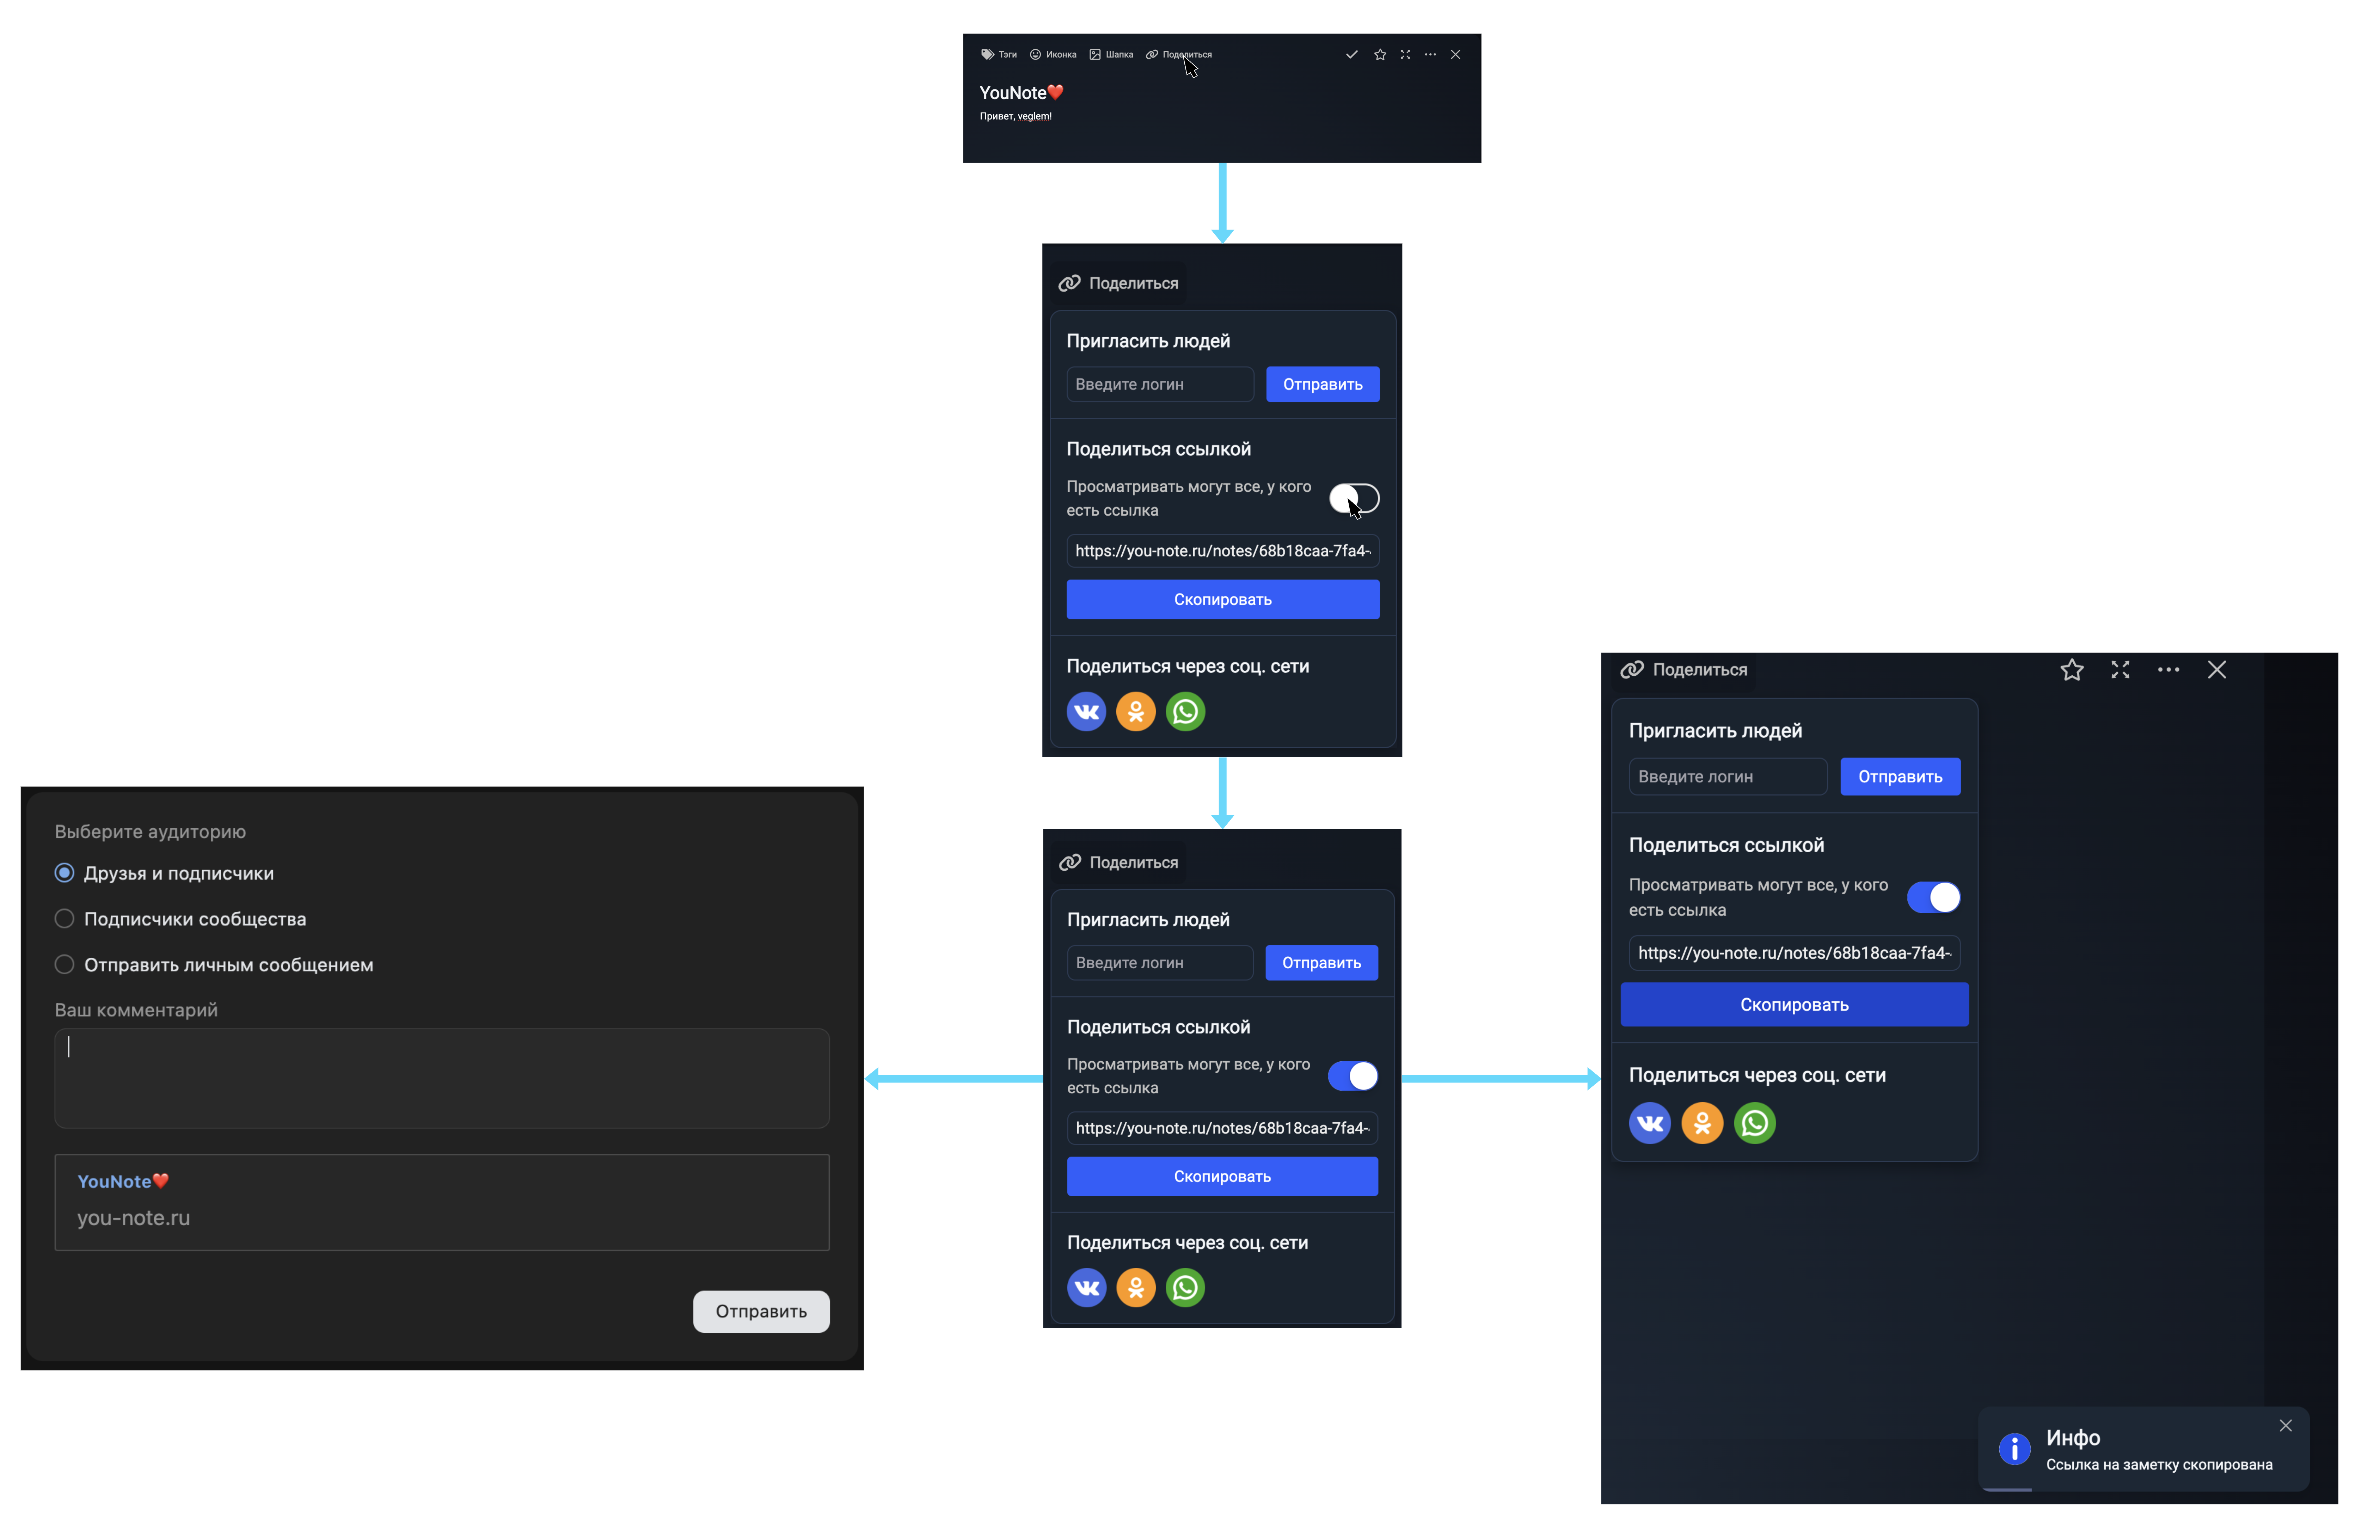 Тэги
Иконка
Шапка
Поделиться
YouNote❤️
Привет, veglem!
Поделиться
Пригласить людей
Введите логин
Отправить
Поделиться ссылкой
Просматривать могут все, у кого
есть ссылка
https://you-note.ru/notes/68b18caa-7fa4-
Скопировать
Поделиться через соц. сети
Выберите аудиторию
Друзья и подписчики
Подписчики сообщества
Отправить личным сообщением
Ваш комментарий
YouNote❤️
you-note.ru
Отправить
Поделиться
Пригласить людей
Введите логин
Отправить
Поделиться ссылкой
Просматривать могут все, у кого
есть ссылка
https://you-note.ru/notes/68b18caa-7fa4-
Скопировать
Поделиться через соц. сети
Поделиться
Пригласить людей
Введите логин
Отправить
Поделиться ссылкой
Просматривать могут все, у кого
есть ссылка
https://you-note.ru/notes/68b18caa-7fa4-
Скопировать
Поделиться через соц. сети
Инфо
Ссылка на заметку скопирована